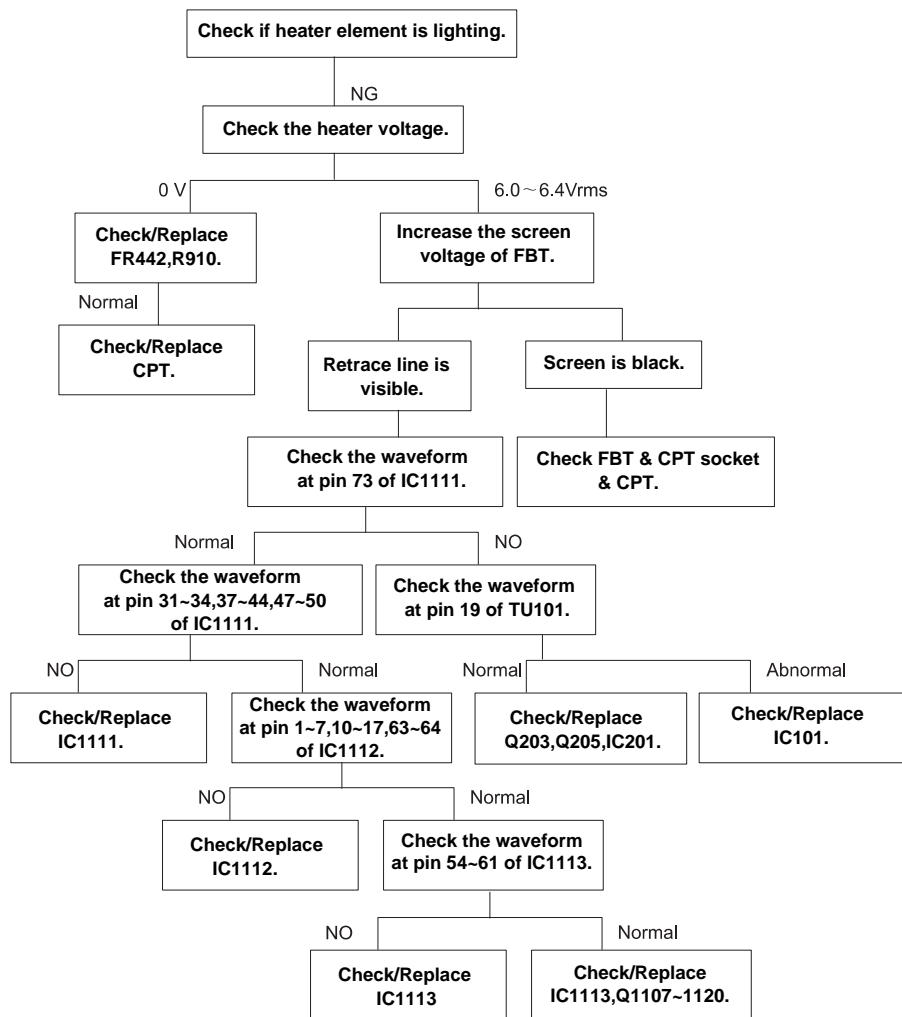 Check if heater element is lighting.
NG
Check the heater voltage.
0 V
6.0～6.4Vrms
Check/Replace
FR442,R910.
Increase the screen
voltage of FBT.
Normal
Check/Replace
CPT.
Retrace line is
visible.
Screen is black.
Check the waveform
at pin 73 of IC1111.
Check FBT & CPT socket
& CPT.
Normal
NO
Check the waveform
at pin 31~34,37~44,47~50
of IC1111.
Check the waveform
at pin 19 of TU101.
NO
Normal
Normal
Abnormal
Check/Replace
IC1111.
Check the waveform
at pin 1~7,10~17,63~64
of IC1112.
Check/Replace
Q203,Q205,IC201.
Check/Replace
IC101.
NO
Normal
Check/Replace
IC1112.
Check the waveform
at pin 54~61 of IC1113.
NO
Normal
Check/Replace
IC1113
Check/Replace
IC1113,Q1107~1120.